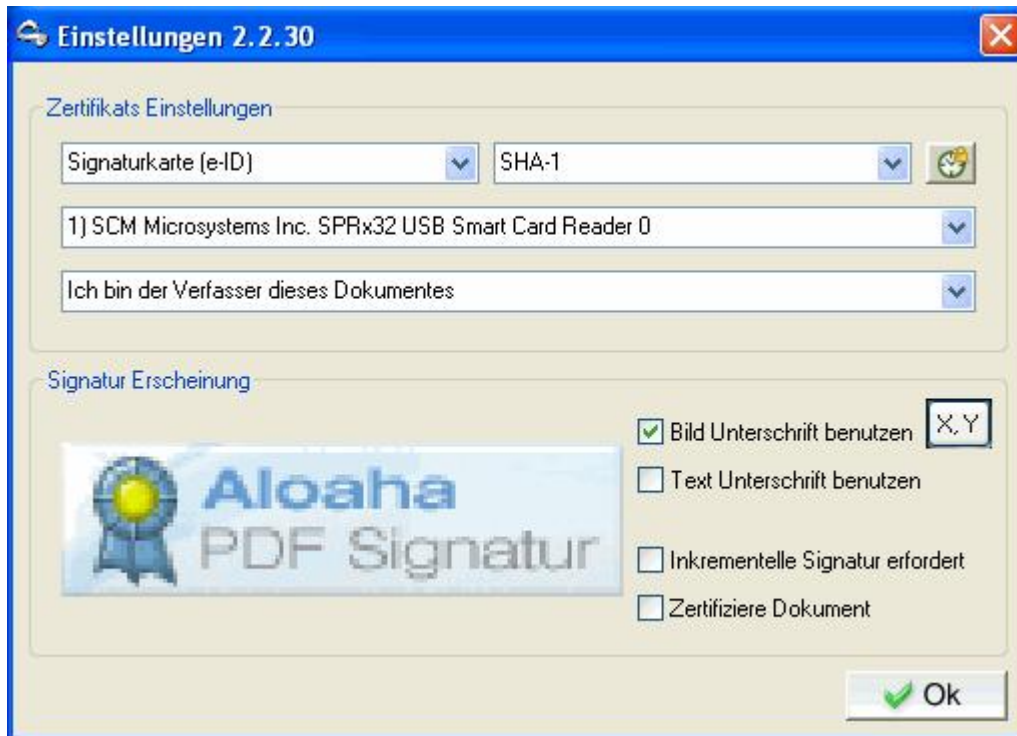 Einstellungen 2.2.30
Zertifikats Einstellungen
Signaturkarte (e-ID)
SHA-1
1) SCM Microsystems Inc. SPRx32 USB Smart Card Reader 0
Ich bin der Verfasser dieses Dokumentes
Signatur Erscheinung
Aloaha
PDF Signatur
Bild Unterschrift benutzen
X, Y
Text Unterschrift benutzen
Inkrementelle Signatur erfordert
Zertifiziere Dokument
Ok